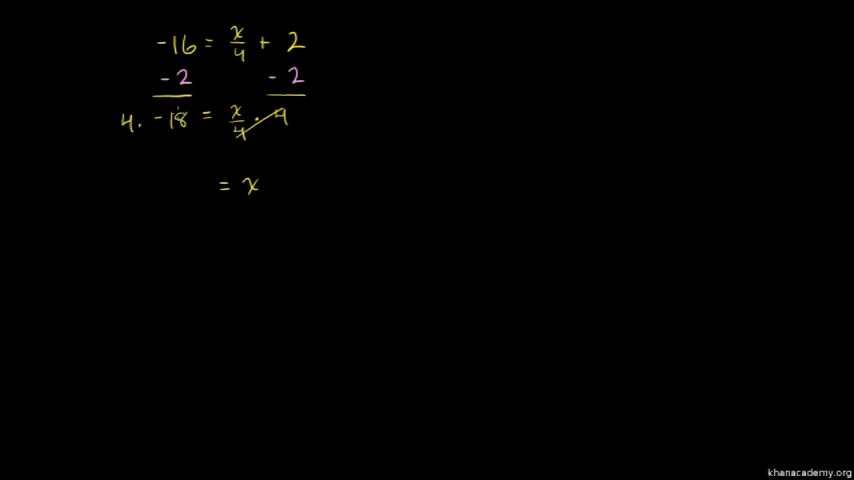 -16 = x/4 + 2
-2 -2
4. -18 = x/4 . 4
= x
khanacademy.org